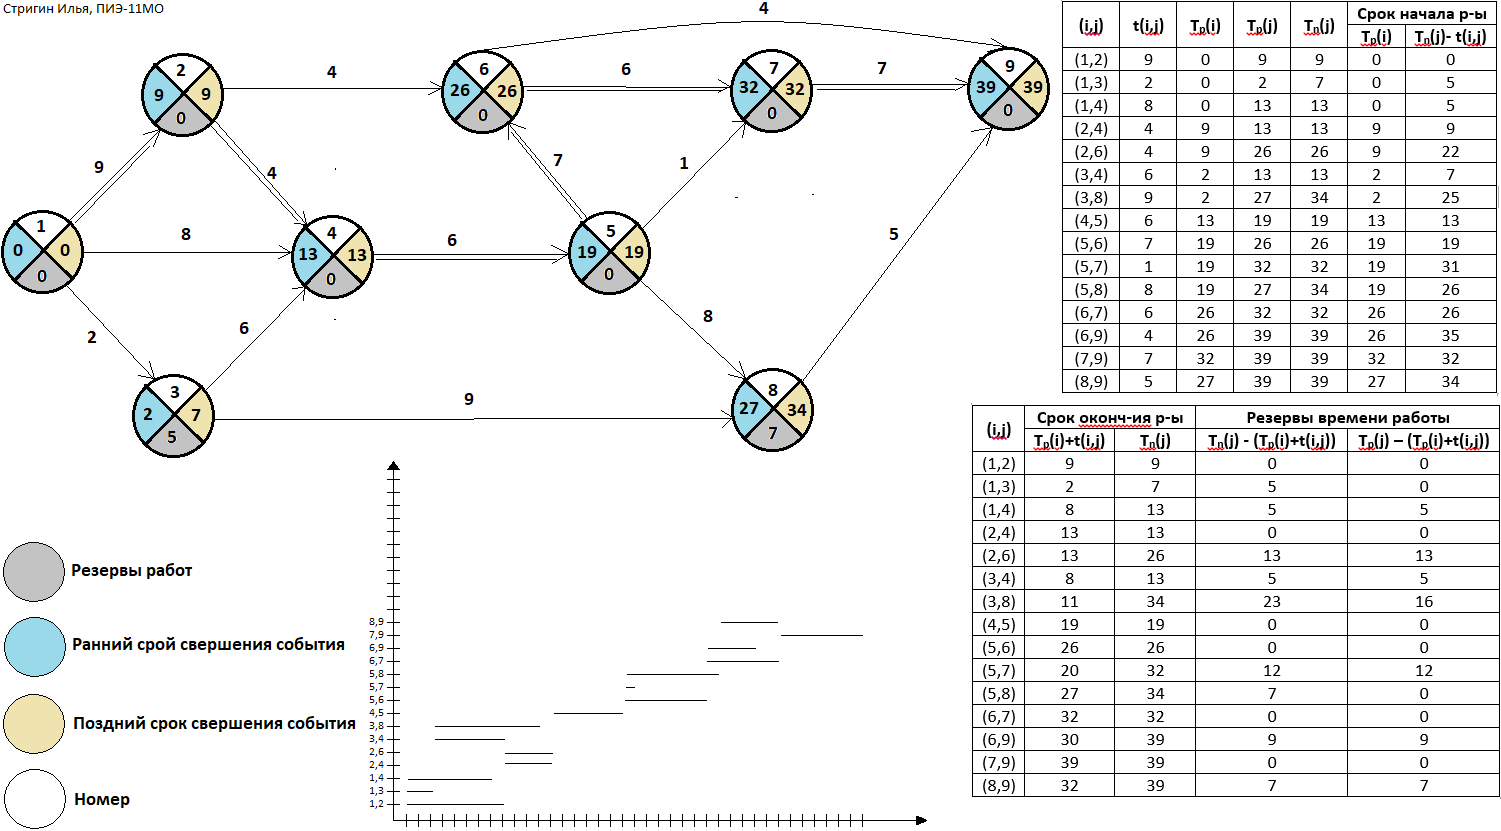 Стригин Илья, ПИЭ-11МО
4
2
9 9
0
4
6
26 26
0
6
7
32 32
0
7
9
39 39
0
9
4
7
1
5
1
0 0
0
8
4
13 13
0
6
5
19 19
0
2
6
8
3
2 7
5
9
8
27 34
7
Резервы работ
Ранний срой свершения события
Поздний срок свершения события
Номер
8,9
7,9
6,9
6,7
5,8
5,7
5,6
4,5
3,8
3,4
2,6
2,4
1,4
1,3
1,2
(i,j) t(i,j) Tр(i) Tр(j) Tп(j) Срок начала р-ы
Tр(i) Tп(j)- t(i,j)
(1,2) 9 0 9 9 0 0
(1,3) 2 0 2 7 0 5
(1,4) 8 0 13 13 0 5
(2,4) 4 9 13 13 9 9
(2,6) 4 9 26 26 9 22
(3,4) 6 2 13 13 2 7
(3,8) 9 2 27 34 2 25
(4,5) 6 13 19 19 13 13
(5,6) 7 19 26 26 19 19
(5,7) 1 19 32 32 19 31
(5,8) 8 19 27 34 19 26
(6,7) 6 26 32 32 26 26
(6,9) 4 26 39 39 26 35
(7,9) 7 32 39 39 32 32
(8,9) 5 27 39 39 27 34
(i,j) Срок оконч-ия р-ы Резервы времени работы
Tр(i)+t(i,j) Tп(j) Tп(j) - (Tр(i)+t(i,j)) Tр(j) – (Tр(i)+t(i,j))
(1,2) 9 9 0 0
(1,3) 2 7 5 0
(1,4) 8 13 5 5
(2,4) 13 13 0 0
(2,6) 13 26 13 13
(3,4) 8 13 5 5
(3,8) 11 34 23 16
(4,5) 19 19 0 0
(5,6) 26 26 0 0
(5,7) 20 32 12 12
(5,8) 27 34 7 0
(6,7) 32 32 0 0
(6,9) 30 39 9 9
(7,9) 39 39 0 0
(8,9) 32 39 7 7